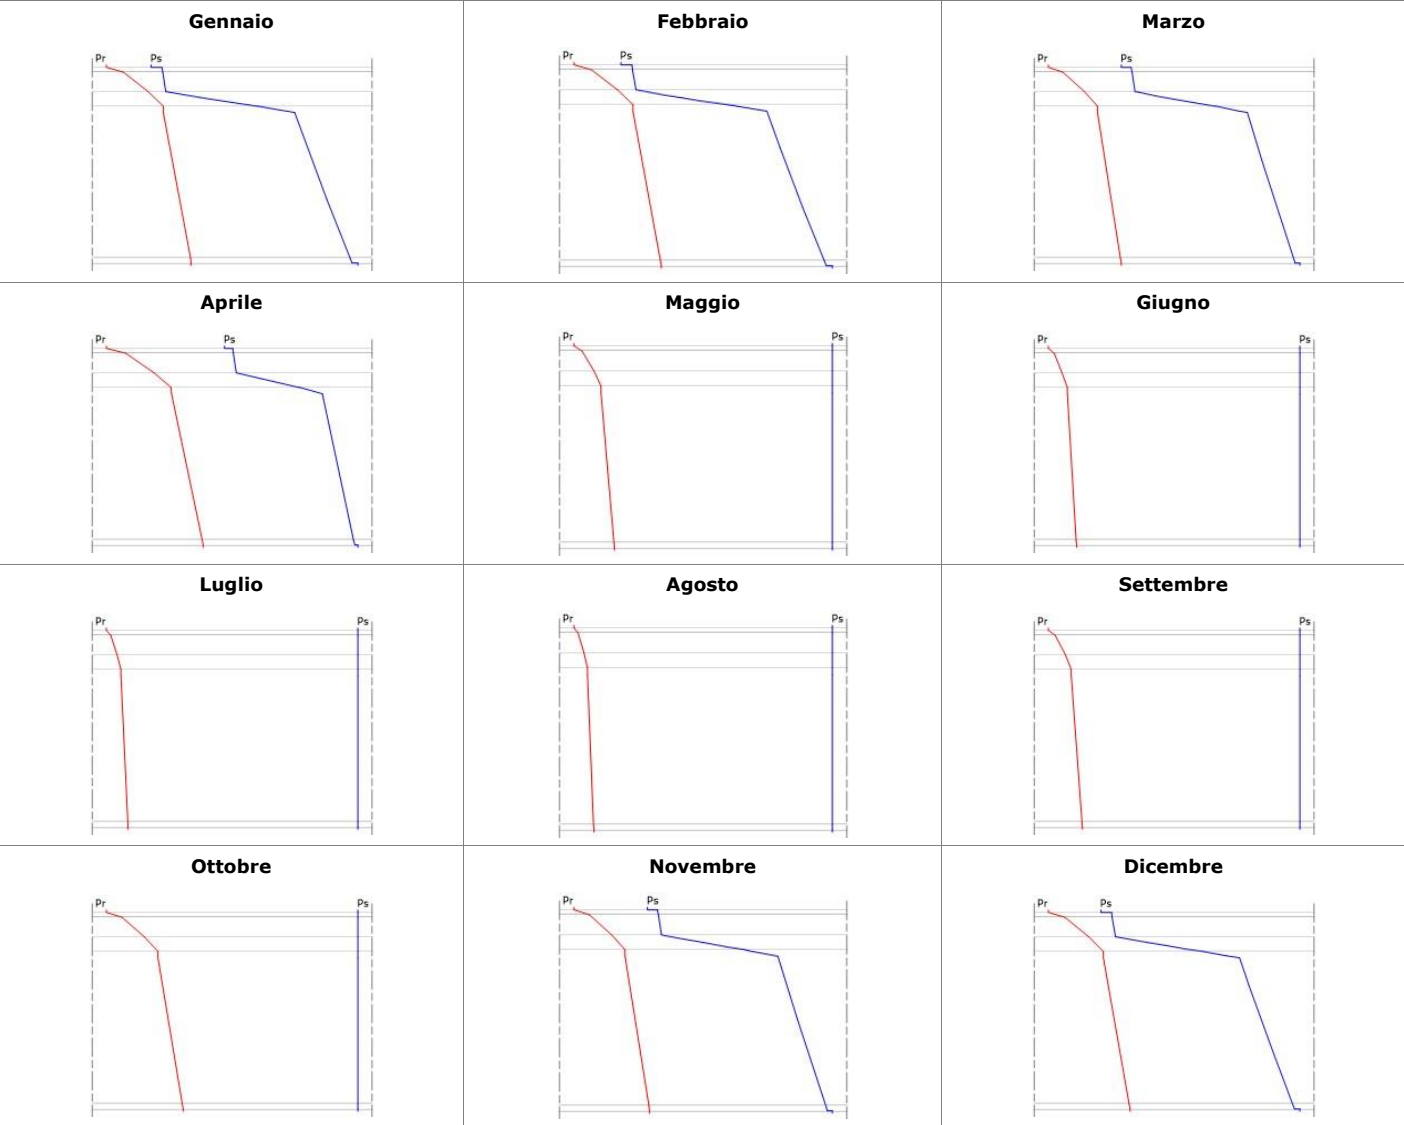 Gennaio Febbraio Marzo
Pr Ps Pr Ps Pr Ps
Aprile Maggio Giugno
Pr Ps Pr Ps Pr Ps
Luglio Agosto Settembre
Pr Ps Pr Ps Pr Ps
Ottobre Novembre Dicembre
Pr Ps Pr Ps Pr Ps